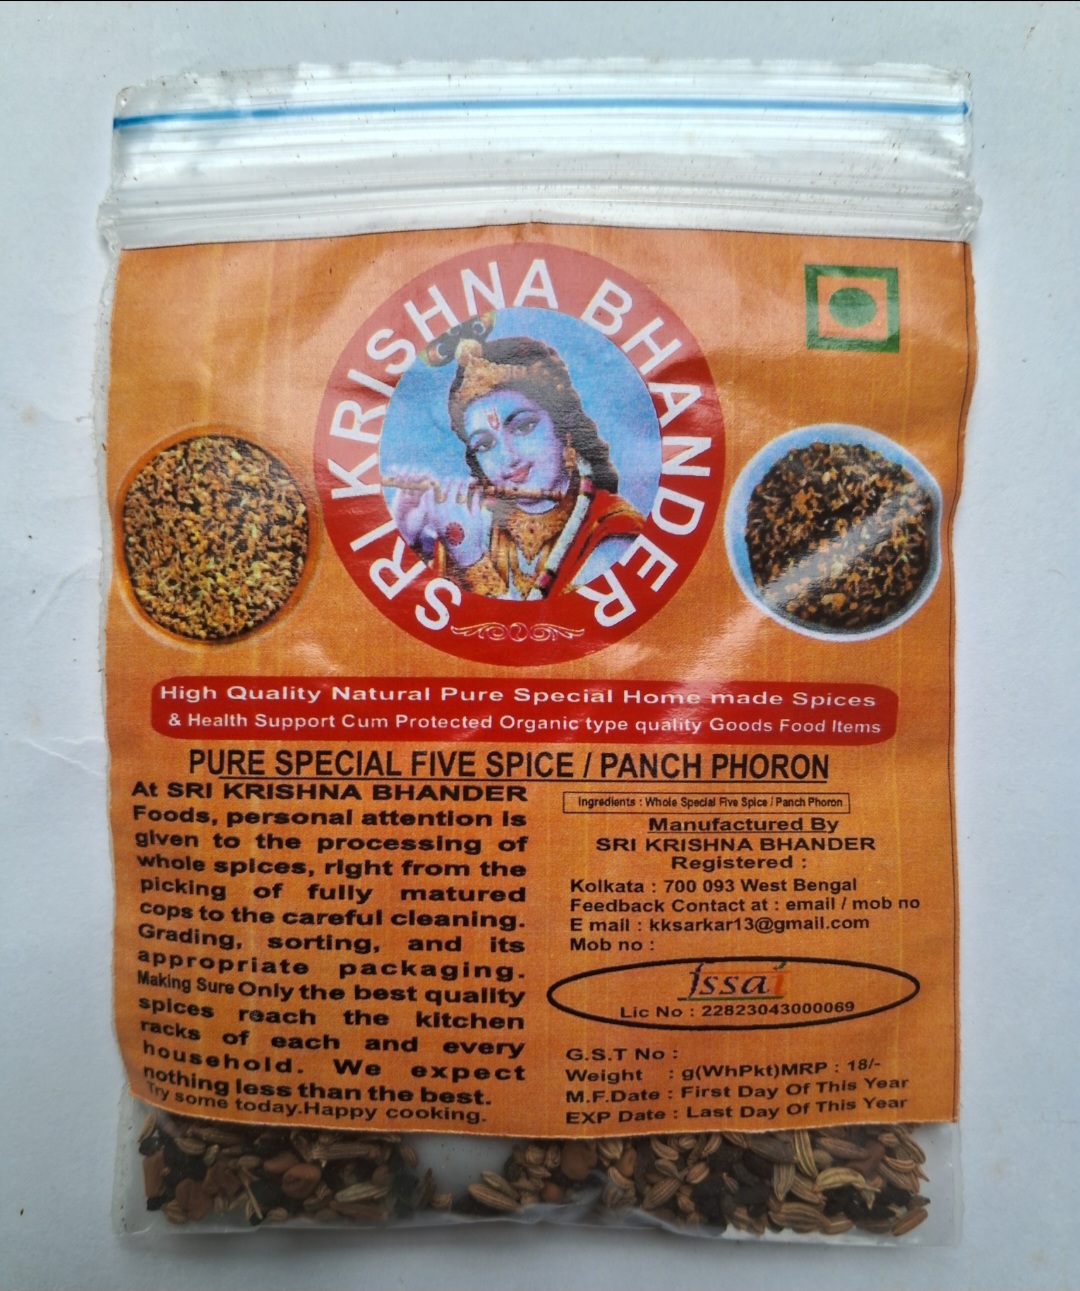 SRI KRISHNA BHANDER
High Quality Natural Pure Special Home made Spices
& Health Support Cum Protected Organic type quality Goods Food Items
PURE SPECIAL FIVE SPICE / PANCH PHORON
At SRI KRISHNA BHANDER
Foods, personal attention is
given to the processing of
whole spices, right from the
picking of fully matured
cops to the careful cleaning.
Grading, sorting, and its
appropriate packaging.
Making Sure Only the best quality
spices reach the kitchen
racks of each and every
household. We expect
nothing less than the best.
Try some today.Happy cooking.
Ingredients : Whole Special Five Spice / Panch Phoron
Manufactured By
SRI KRISHNA BHANDER
Registered :
Kolkata : 700 093 West Bengal
Feedback Contact at : email / mob no
E mail : kksarkar13@gmail.com
Mob no :
fssai
Lic No : 22823043000069
G.S.T No :
Weight : g(WhPkt)MRP : 18/-
M.F.Date : First Day Of This Year
EXP Date : Last Day Of This Year